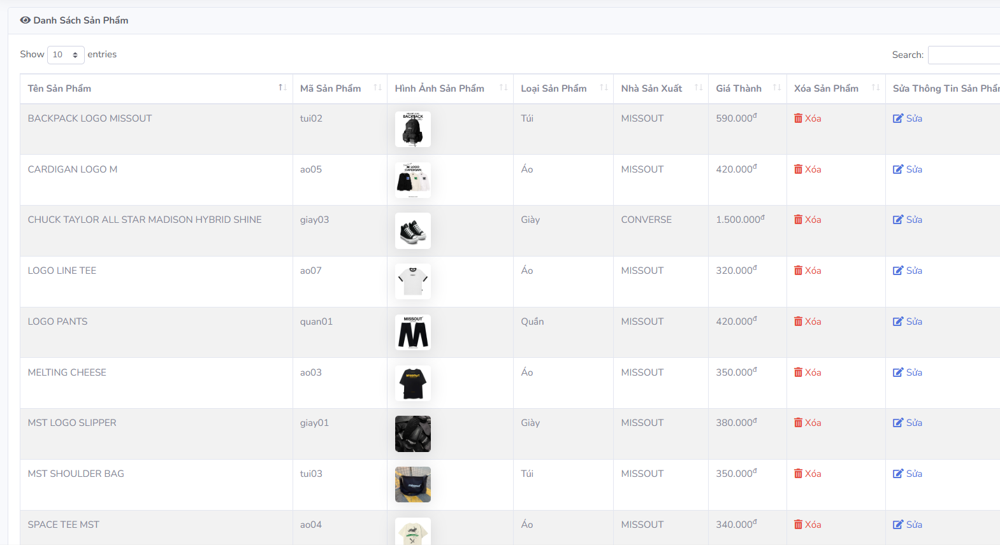 Danh Sách Sản Phẩm
Show 10 entries
Search:
Tên Sản Phẩm Mã Sản Phẩm Hình Ảnh Sản Phẩm Loại Sản Phẩm Nhà Sản Xuất Giá Thành Xóa Sản Phẩm Sửa Thông Tin Sản Phẩm
BACKPACK LOGO MISSOUT tui02 BACKPACK Túi MISSOUT 590.000đ Xóa Sửa
CARDIGAN LOGO M ao05 M LOGO CARDIGAN Áo MISSOUT 420.000đ Xóa Sửa
CHUCK TAYLOR ALL STAR MADISON HYBRID SHINE giay03 Giày CONVERSE 1.500.000đ Xóa Sửa
LOGO LINE TEE ao07 Áo MISSOUT 320.000đ Xóa Sửa
LOGO PANTS quan01 MISSOUT Quần MISSOUT 420.000đ Xóa Sửa
MELTING CHEESE ao03 MISSOUT Áo MISSOUT 350.000đ Xóa Sửa
MST LOGO SLIPPER giay01 Giày MISSOUT 380.000đ Xóa Sửa
MST SHOULDER BAG tui03 missout Túi MISSOUT 350.000đ Xóa Sửa
SPACE TEE MST ao04 Áo MISSOUT 340.000đ Xóa Sửa